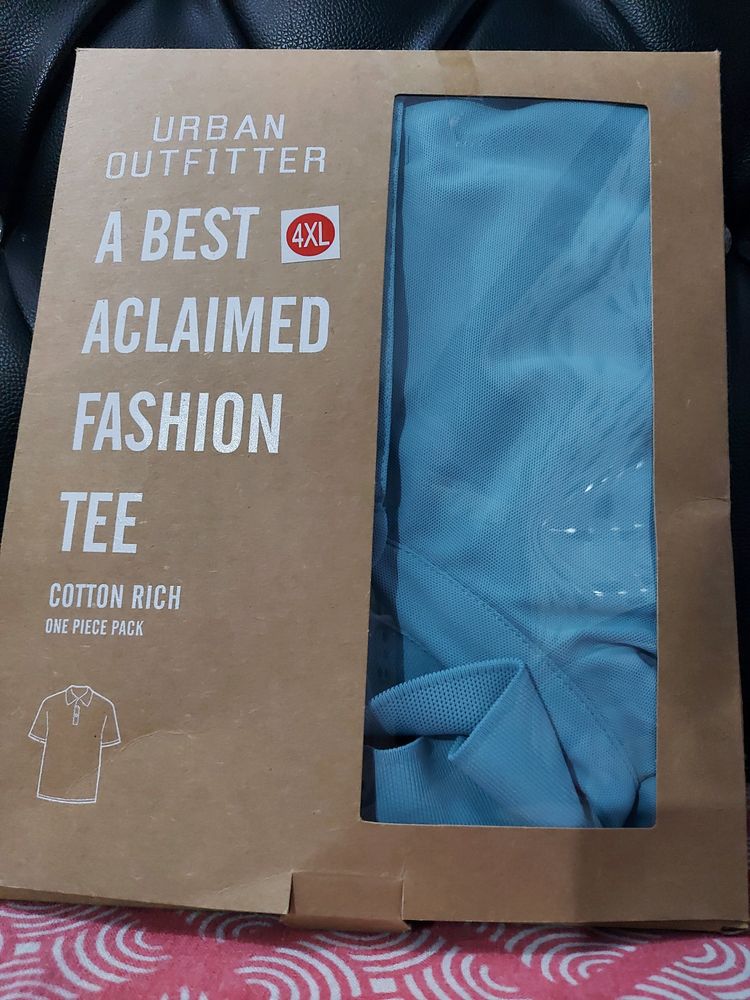 URBAN
OUTFITTER
A BEST
4XL
ACLAIMED
FASHION
TEE
COTTON RICH
ONE PIECE PACK